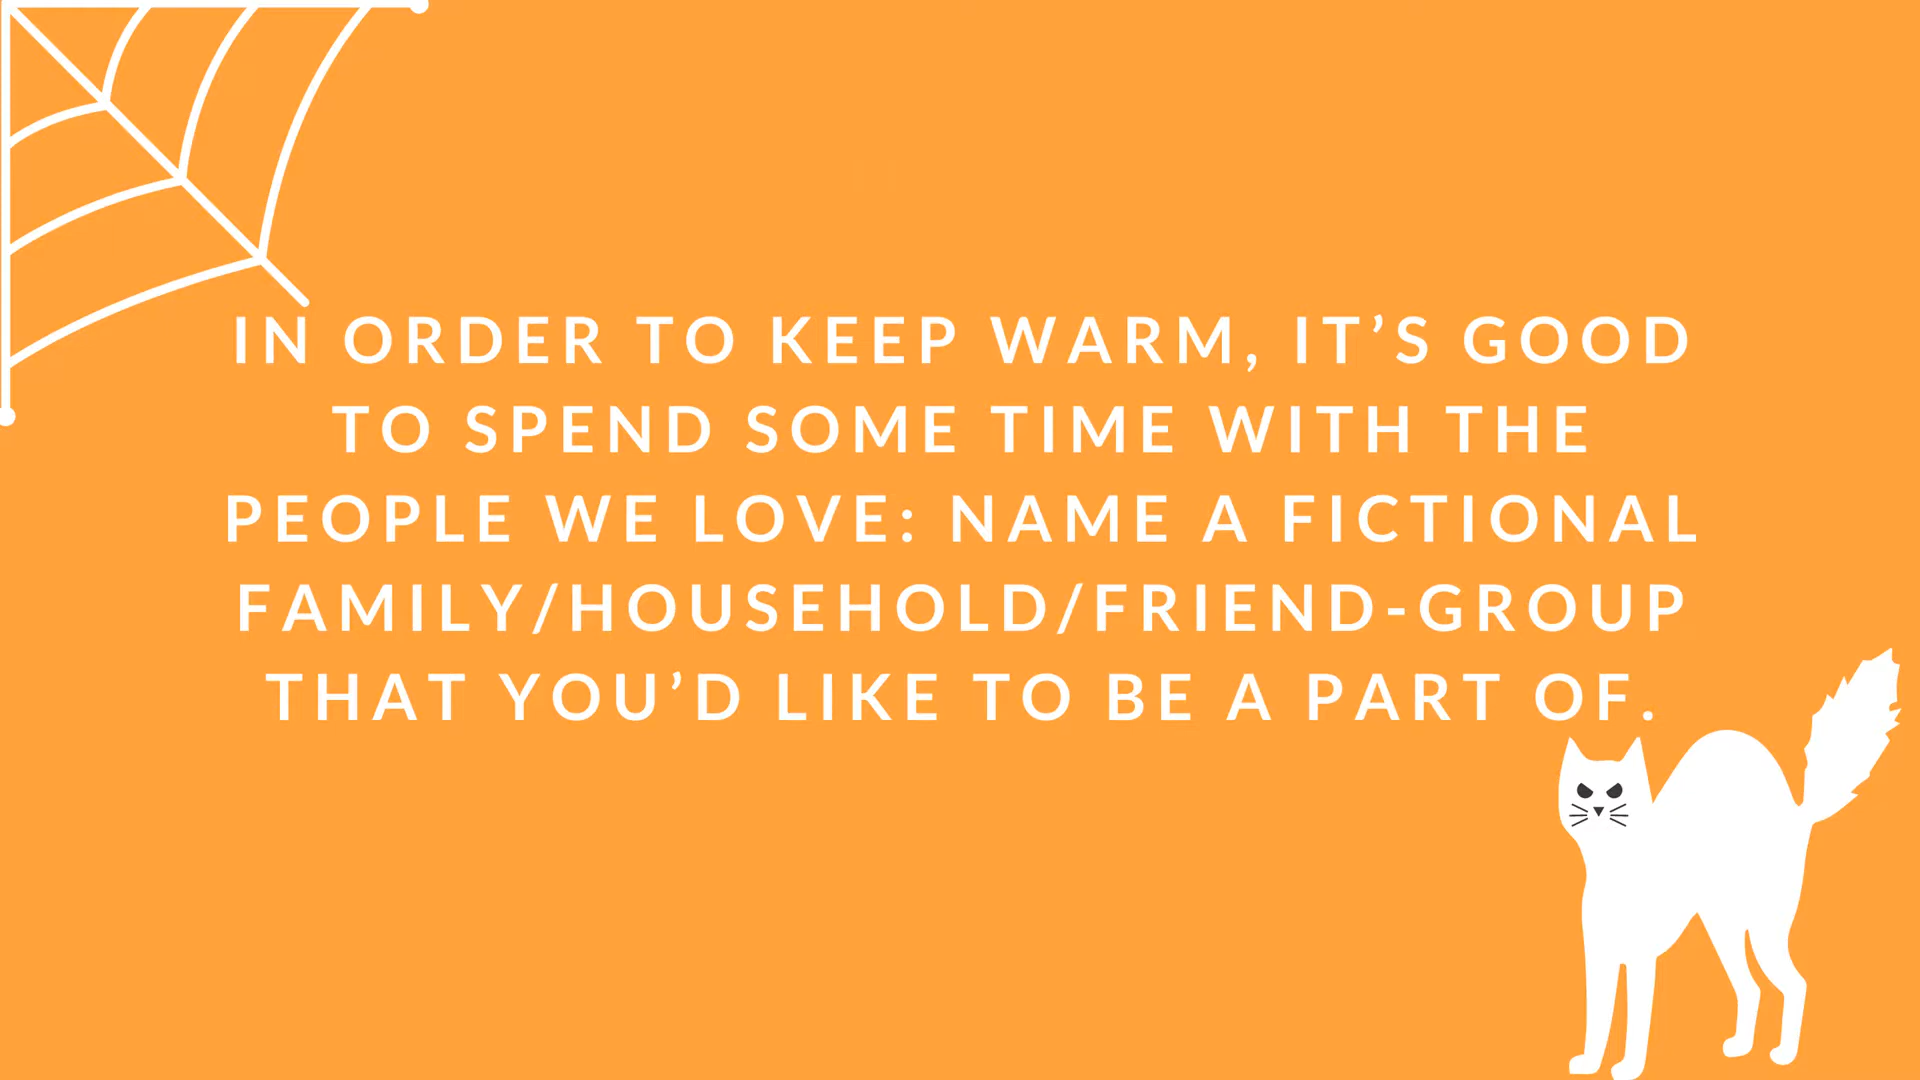 IN ORDER TO KEEP WARM, IT’S GOOD
TO SPEND SOME TIME WITH THE
PEOPLE WE LOVE: NAME A FICTIONAL
FAMILY/HOUSEHOLD/FRIEND-GROUP
THAT YOU’D LIKE TO BE A PART OF.